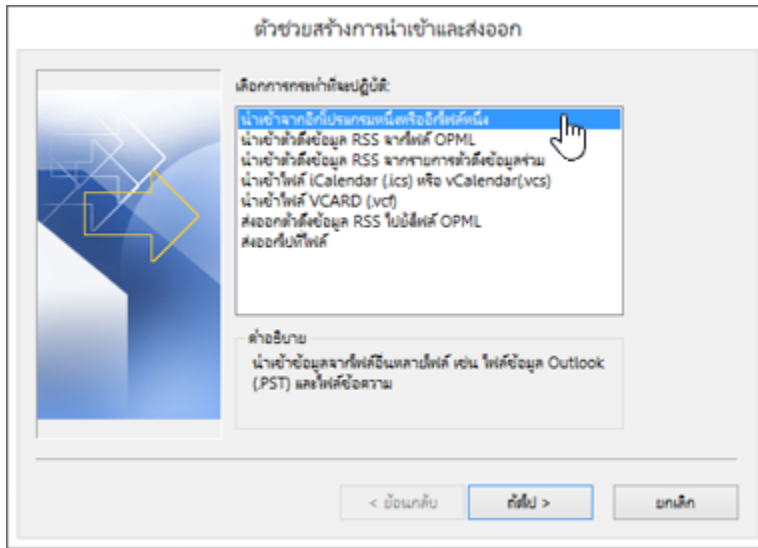 ตัวช่วยสร้างการนำเข้าและส่งออก
เลือกการกระทำที่จะปฏิบัติ:
นำเข้าจากอีกโปรแกรมหนึ่งหรืออีกไฟล์หนึ่ง
นำเข้าตัวดึงข้อมูล RSS จากไฟล์ OPML
นำเข้าตัวดึงข้อมูล RSS จากรายการตัวดึงข้อมูลร่วม
นำเข้าไฟล์ iCalendar (.ics) หรือ vCalendar(.vcs)
นำเข้าไฟล์ VCARD (.vcf)
ส่งออกตัวดึงข้อมูล RSS ไปยังไฟล์ OPML
ส่งออกไปที่ไฟล์
คำอธิบาย
นำเข้าข้อมูลจากไฟล์อื่นหลายไฟล์ เช่น ไฟล์ข้อมูล Outlook
(.PST) และไฟล์ข้อความ
< ย้อนกลับ
ถัดไป >
ยกเลิก